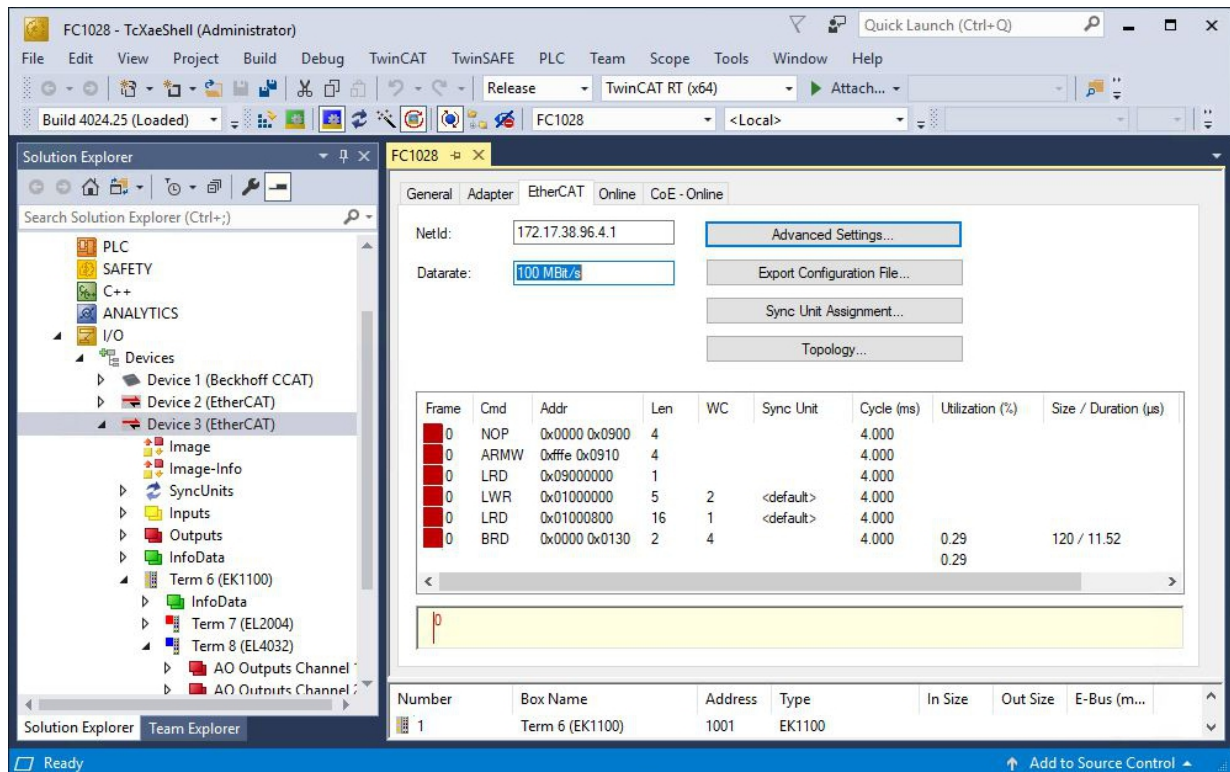 FC1028 - TcXaeShell (Administrator)
Quick Launch (Ctrl+Q)
File Edit View Project Build Debug TwinCAT TwinSAFE PLC Team Scope Tools Window Help
Release TwinCAT RT (x64) Attach...
Build 4024.25 (Loaded) FC1028 <Local>
Solution Explorer
Search Solution Explorer (Ctrl+;)
PLC
SAFETY
C++
ANALYTICS
I/O
Devices
Device 1 (Beckhoff CCAT)
Device 2 (EtherCAT)
Device 3 (EtherCAT)
Image
Image-Info
SyncUnits
Inputs
Outputs
InfoData
Term 6 (EK1100)
InfoData
Term 7 (EL2004)
Term 8 (EL4032)
AO Outputs Channel 1
AO Outputs Channel 2
Solution Explorer Team Explorer
FC1028
General Adapter EtherCAT Online CoE - Online
NetId: 172.17.38.96.4.1 Advanced Settings...
Datarate: 100 MBit/s Export Configuration File...
Sync Unit Assignment...
Topology...
Frame Cmd Addr Len WC Sync Unit Cycle (ms) Utilization (%) Size / Duration (µs)
0 NOP 0x0000 0x0900 4 4.000
0 ARMW 0xfffe 0x0910 4 4.000
0 LRD 0x09000000 1 4.000
0 LWR 0x01000000 5 2 <default> 4.000
0 LRD 0x01000800 16 1 <default> 4.000
0 BRD 0x0000 0x0130 2 4 4.000 0.29 120 / 11.52
0.29
0
Number Box Name Address Type In Size Out Size E-Bus (m...
1 Term 6 (EK1100) 1001 EK1100
Ready Add to Source Control